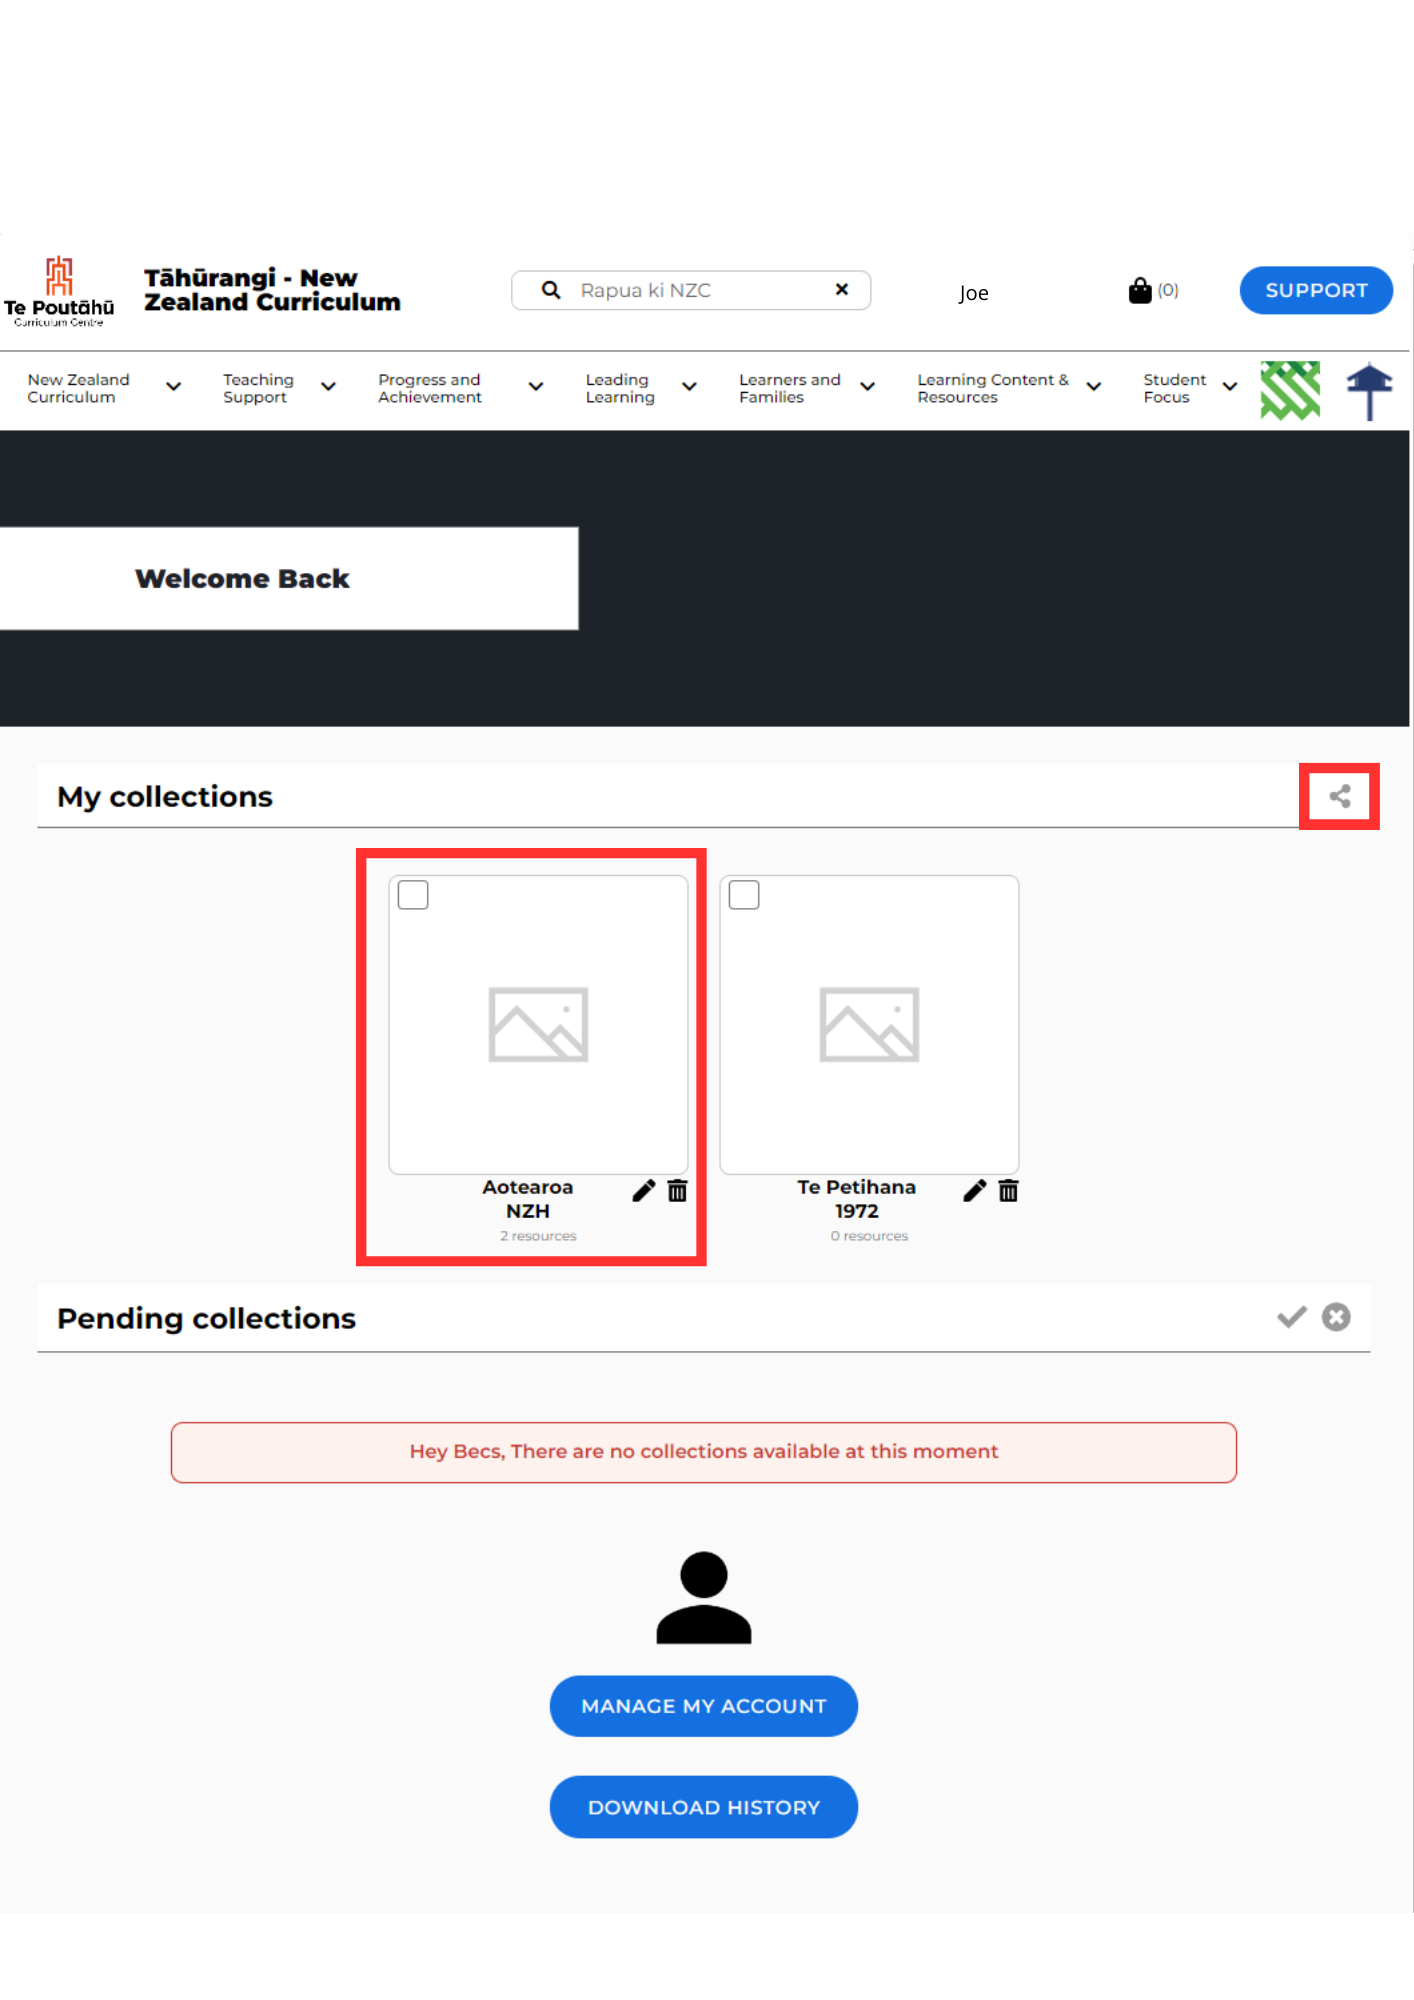 Te Poutāhū
Curriculum Centre
Tāhūrangi - New
Zealand Curriculum
Rapua ki NZC
Joe
(0)
SUPPORT
New Zealand
Curriculum
Teaching
Support
Progress and
Achievement
Leading
Learning
Learners and
Families
Learning Content &
Resources
Student
Focus
Welcome Back
My collections
Aotearoa
NZH
2 resources
Te Petihana
1972
0 resources
Pending collections
Hey Becs, There are no collections available at this moment
MANAGE MY ACCOUNT
DOWNLOAD HISTORY